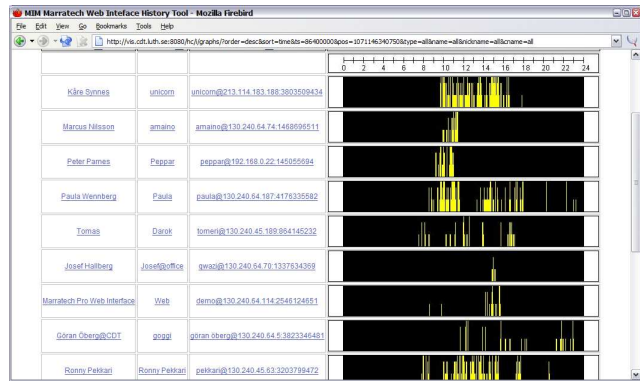 MIM Marratech Web Inteface History Tool - Mozilla Firebird
File Edit View Go Bookmarks Tools Help
http://vis.cdt.luth.se:8080/hc/i/graphs/?order=desc&sort=time&ts=86400000&pos=1071146340750&type=all&name=all&nickname=all&cname=all
0 2 4 6 8 10 12 14 16 18 20 22 24
Kåre Synnes unicorn unicorn@213.114.183.188:3803509434
Marcus Nilsson amaino amaino@130.240.64.74:1468696511
Peter Parnes Peppar peppar@192.168.0.22:145055694
Paula Wennberg Paula paula@130.240.64.187:4176335582
Tomas Darok tomeri@130.240.45.189:864145232
Josef Hallberg Josef@office qwazi@130.240.64.70:1337634369
Marratech Pro Web Interface Web demo@130.240.64.114:2546124651
Göran Öberg@CDT goggi göran öberg@130.240.64.5:3823346481
Ronny Pekkari Ronny Pekkari pekkari@130.240.45.63:3203799472